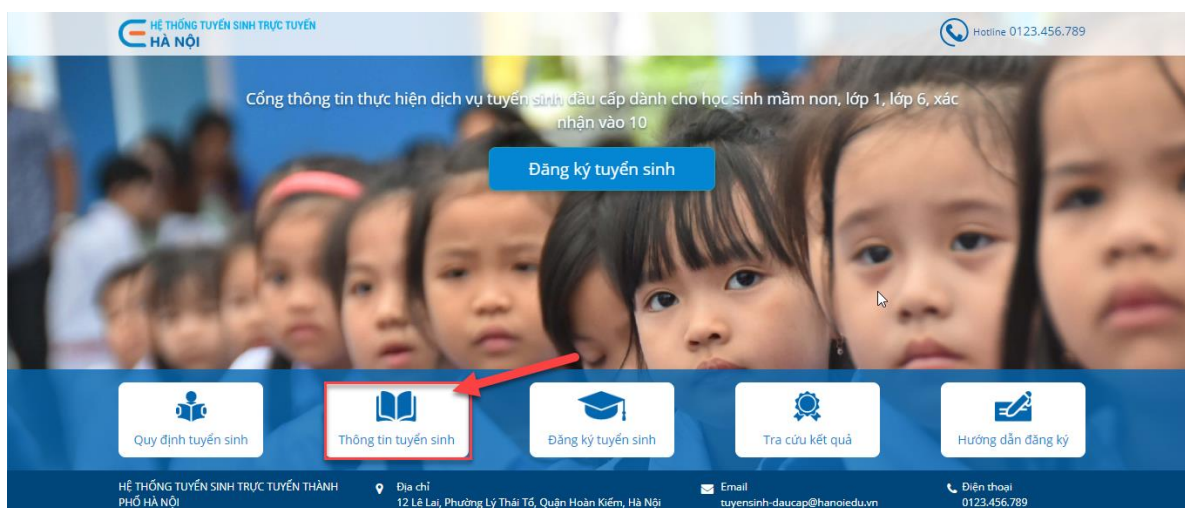 HỆ THỐNG TUYỂN SINH TRỰC TUYẾN
HÀ NỘI
Hotline 0123.456.789
Cổng thông tin thực hiện dịch vụ tuyển sinh đầu cấp dành cho học sinh mầm non, lớp 1, lớp 6, xác
nhận vào 10
Đăng ký tuyển sinh
Quy định tuyển sinh
Thông tin tuyển sinh
Đăng ký tuyển sinh
Tra cứu kết quả
Hướng dẫn đăng ký
HỆ THỐNG TUYỂN SINH TRỰC TUYẾN THÀNH
PHỐ HÀ NỘI
Địa chỉ
12 Lê Lai, Phường Lý Thái Tổ, Quận Hoàn Kiếm, Hà Nội
Email
tuyensinh-daucap@hanoiedu.vn
Điện thoại
0123.456.789